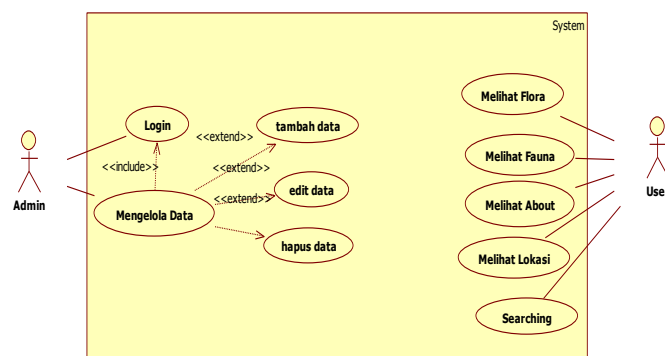 System
Login
tambah data
Melihat Flora
<<extend>>
<<include>>
<<extend>>
Melihat Fauna
Admin
Mengelola Data
<<extend>>
edit data
Melihat About
Use
hapus data
Melihat Lokasi
Searching